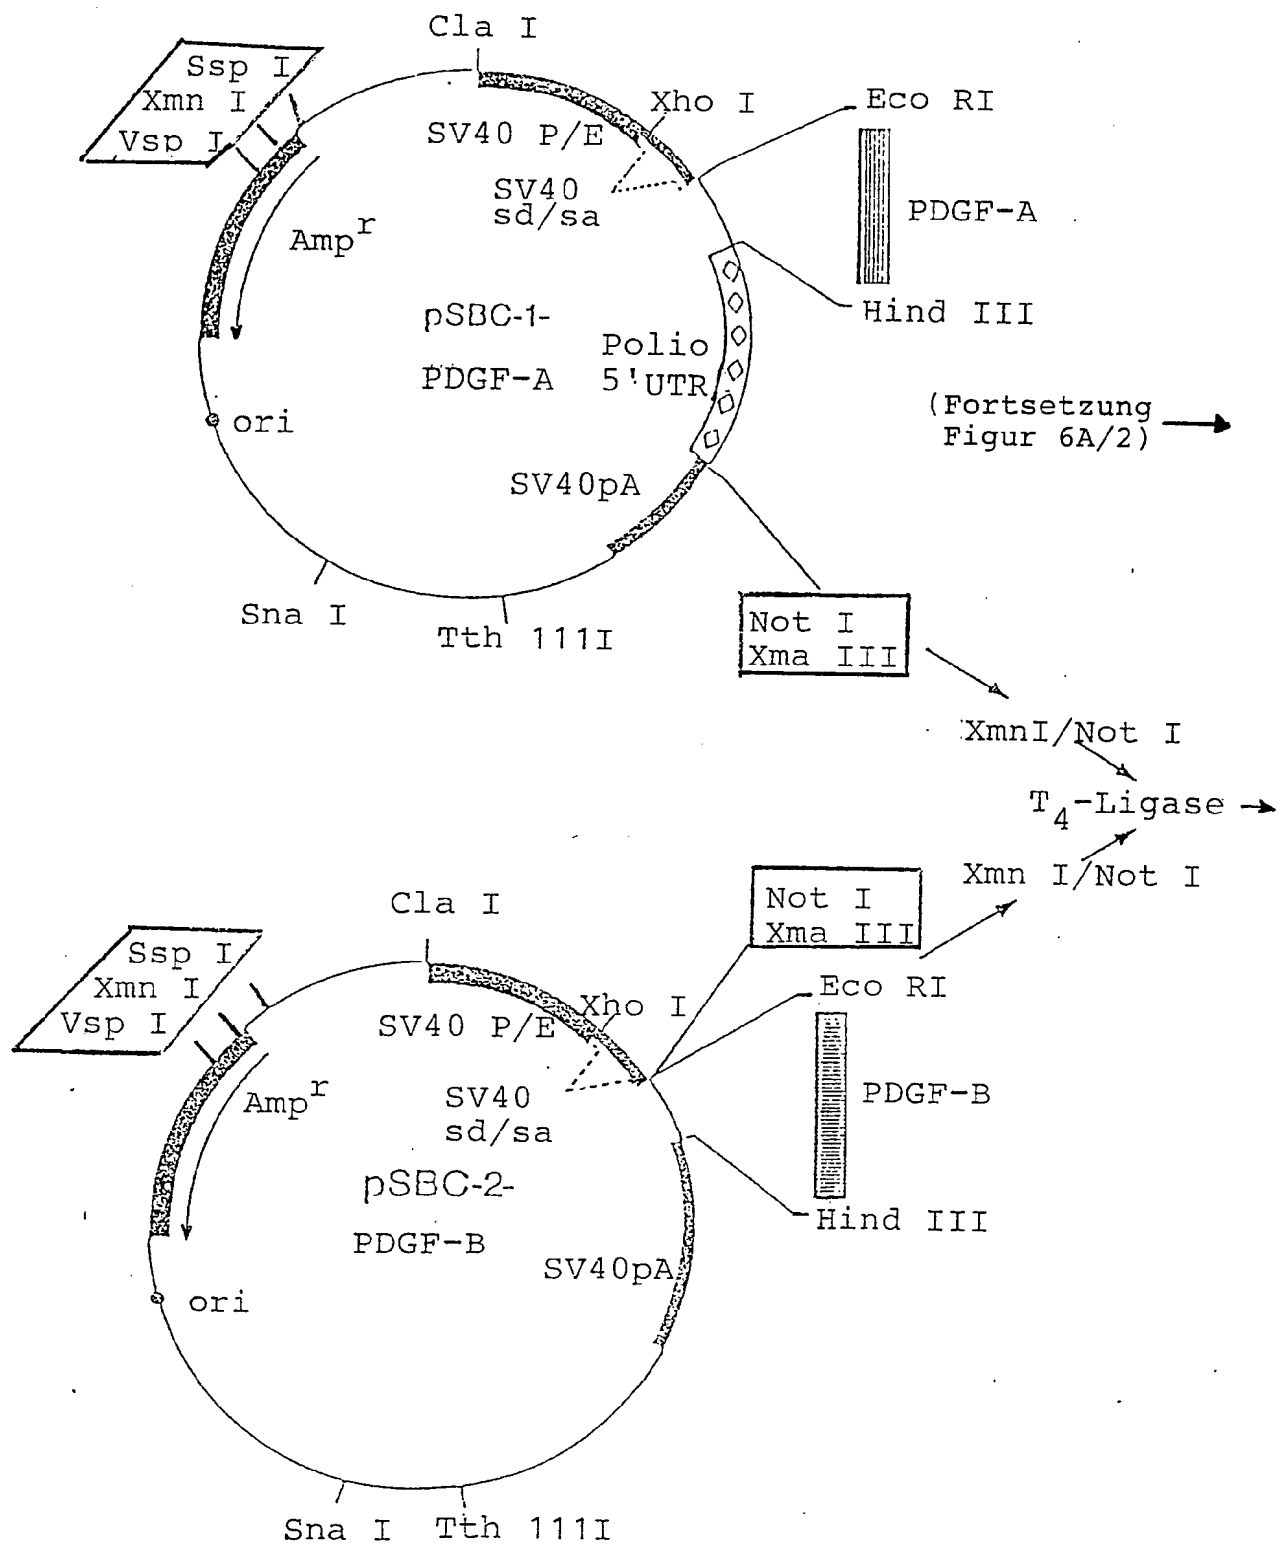 Cla I
Ssp I
Xmn I
Vsp I
Xho I
Eco RI
SV40 P/E
SV40
sd/sa
PDGF-A
Amp^r
Hind III
pSBC-1-
PDGF-A
Polio
5'UTR
(Fortsetzung
Figur 6A/2)
ori
SV40pA
Sna I
Tth 111I
Not I
Xma III
XmnI/Not I
T4-Ligase
Xmn I/Not I
Not I
Xma III
Cla I
Ssp I
Xmn I
Vsp I
Xho I
Eco RI
SV40 P/E
SV40
sd/sa
PDGF-B
Amp^r
pSBC-2-
PDGF-B
Hind III
SV40pA
ori
Sna I
Tth 111I